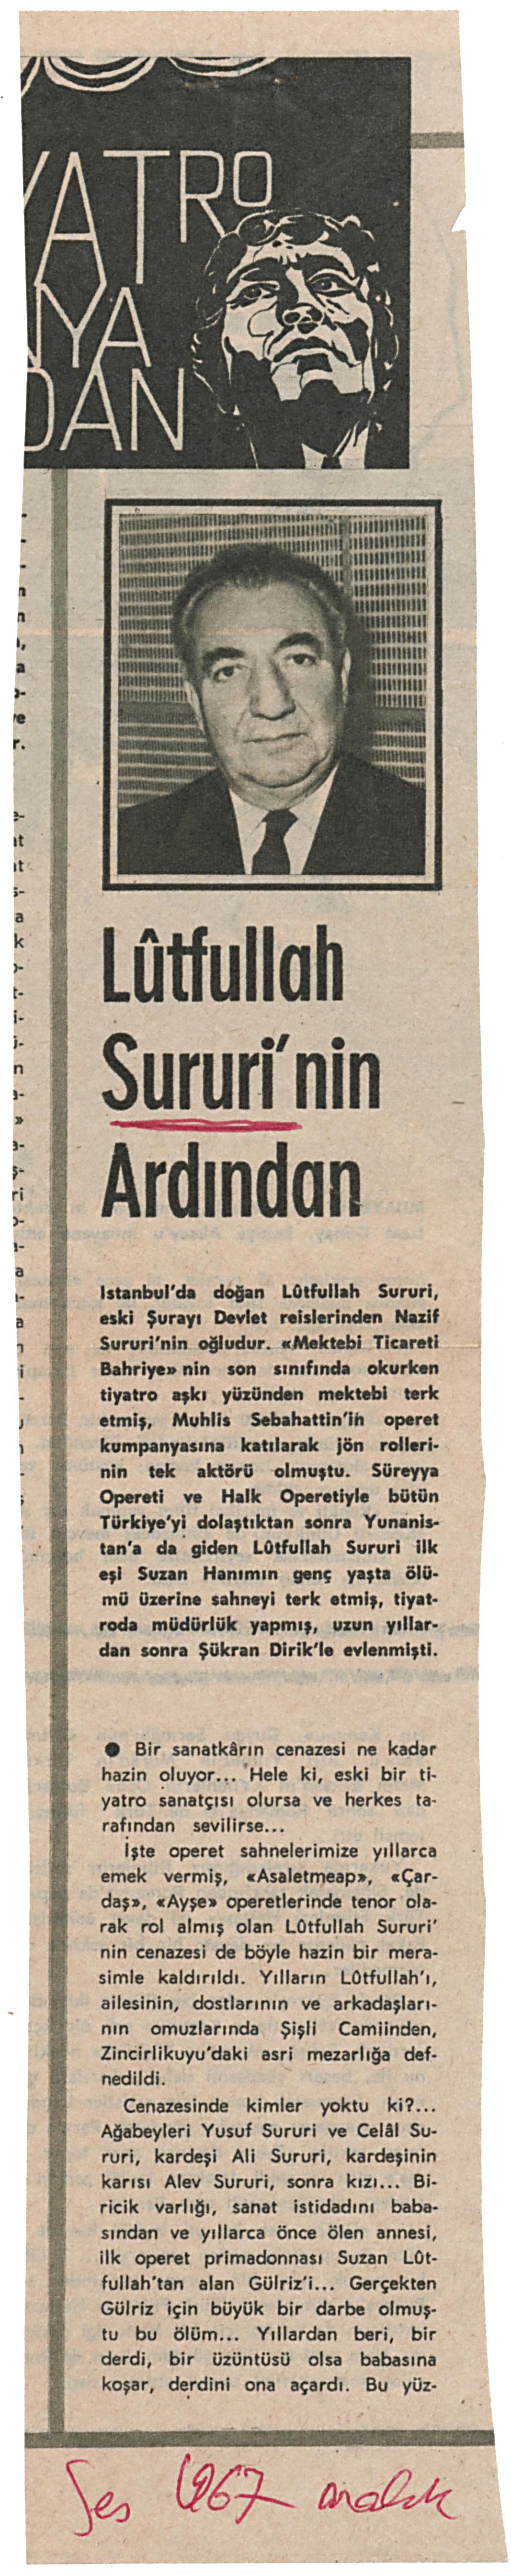 YATRO
NYA
DAN
Lûtfullah
Sururi'nin
Ardından
Istanbul'da doğan Lûtfullah Sururi,
eski Şurayı Devlet reislerinden Nazif
Sururi'nin oğludur. «Mektebi Ticareti
Bahriye» nin son sınıfında okurken
tiyatro aşkı yüzünden mektebi terk
etmiş, Muhlis Sebahattin'in operet
kumpanyasına katılarak jön rolleri-
nin tek aktörü olmuştu. Süreyya
Opereti ve Halk Operetiyle bütün
Türkiye'yi dolaştıktan sonra Yunanis-
tan'a da giden Lûtfullah Sururi ilk
eşi Suzan Hanımın genç yaşta ölü-
mü üzerine sahneyi terk etmiş, tiyat-
roda müdürlük yapmış, uzun yıllar-
dan sonra Şükran Dirik'le evlenmişti.
● Bir sanatkârın cenazesi ne kadar
hazin oluyor... Hele ki, eski bir ti-
yatro sanatçısı olursa ve herkes ta-
rafından sevilirse...
İşte operet sahnelerimize yıllarca
emek vermiş, «Asaletmeap», «Çar-
daş», «Ayşe» operetlerinde tenor ola-
rak rol almış olan Lûtfullah Sururi'
nin cenazesi de böyle hazin bir mera-
simle kaldırıldı. Yılların Lûtfullah'ı,
ailesinin, dostlarının ve arkadaşları-
nın omuzlarında Şişli Camiinden,
Zincirlikuyu'daki asri mezarlığa def-
nedildi.
Cenazesinde kimler yoktu ki?...
Ağabeyleri Yusuf Sururi ve Celâl Su-
ruri, kardeşi Ali Sururi, kardeşinin
karısı Alev Sururi, sonra kızı... Bi-
ricik varlığı, sanat istidadını baba-
sından ve yıllarca önce ölen annesi,
ilk operet primadonnası Suzan Lût-
fullah'tan alan Gülriz'i... Gerçekten
Gülriz için büyük bir darbe olmuş-
tu bu ölüm... Yıllardan beri, bir
derdi, bir üzüntüsü olsa babasına
koşar, derdini ona açardı. Bu yüz-
Ses 1967 aralık